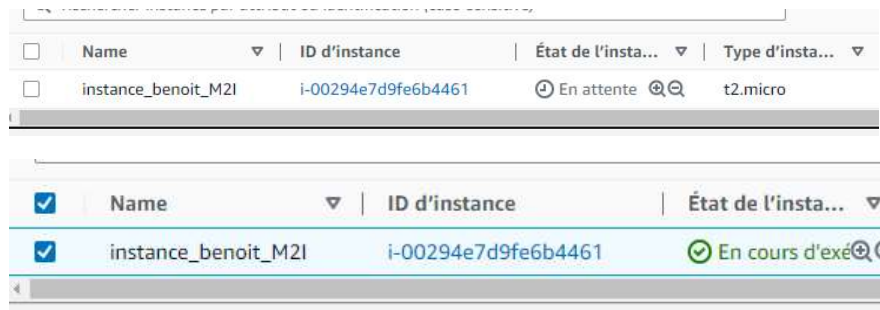 Name ID d'instance État de l'insta... Type d'insta...
instance_benoit_M2I i-00294e7d9fe6b4461 En attente t2.micro
Name ID d'instance État de l'insta...
instance_benoit_M2I i-00294e7d9fe6b4461 En cours d'exé